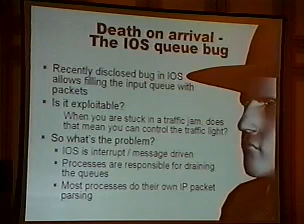 Death on arrival -
The IOS queue bug
Recently disclosed bug in IOS
allows filling the input queue with
packets
Is it exploitable?
When you are stuck in a traffic jam, does
that mean you can control the traffic light?
So what's the problem?
IOS is interrupt / message driven
Processes are responsible for draining
the queues
Most processes do their own IP packet
parsing